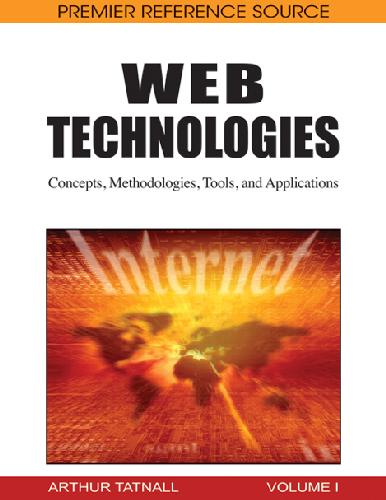 PREMIER REFERENCE SOURCE
WEB
TECHNOLOGIES
Concepts, Methodologies, Tools, and Applications
Internet
ARTHUR TATNALL VOLUME I